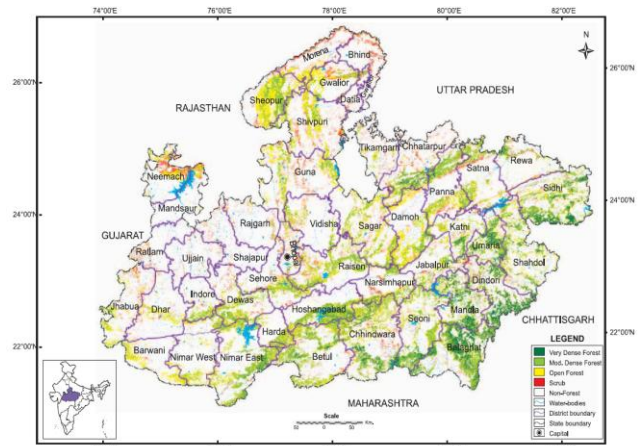 74°00'E 76°00'E 78°00'E 80°00'E 82°00'E
N
26°00'N 26°00'N
24°00'N 24°00'N
22°00'N 22°00'N
RAJASTHAN
UTTAR PRADESH
GUJARAT
CHHATTISGARH
MAHARASHTRA
Morena
Bhind
Gwalior
Sheopur
Datia
Shivpuri
Tikamgarh
Chhatarpur
Rewa
Satna
Sidhi
Neemach
Guna
Panna
Mandsaur
Rajgarh
Vidisha
Sagar
Damoh
Katni
Umaria
Shahdol
Ratlam
Ujjain
Shajapur
Bhopal
Raisen
Jabalpur
Dindori
Sehore
Narsimhapur
Indore
Dewas
Jhabua
Dhar
Hoshangabad
Mandla
Seoni
Harda
Chhindwara
Balaghat
Barwani
Nimar West
Nimar East
Betul
LEGEND
Very Dense Forest
Mod. Dense Forest
Open Forest
Scrub
Non-Forest
Water-bodies
District boundary
State boundary
Capital
Scale